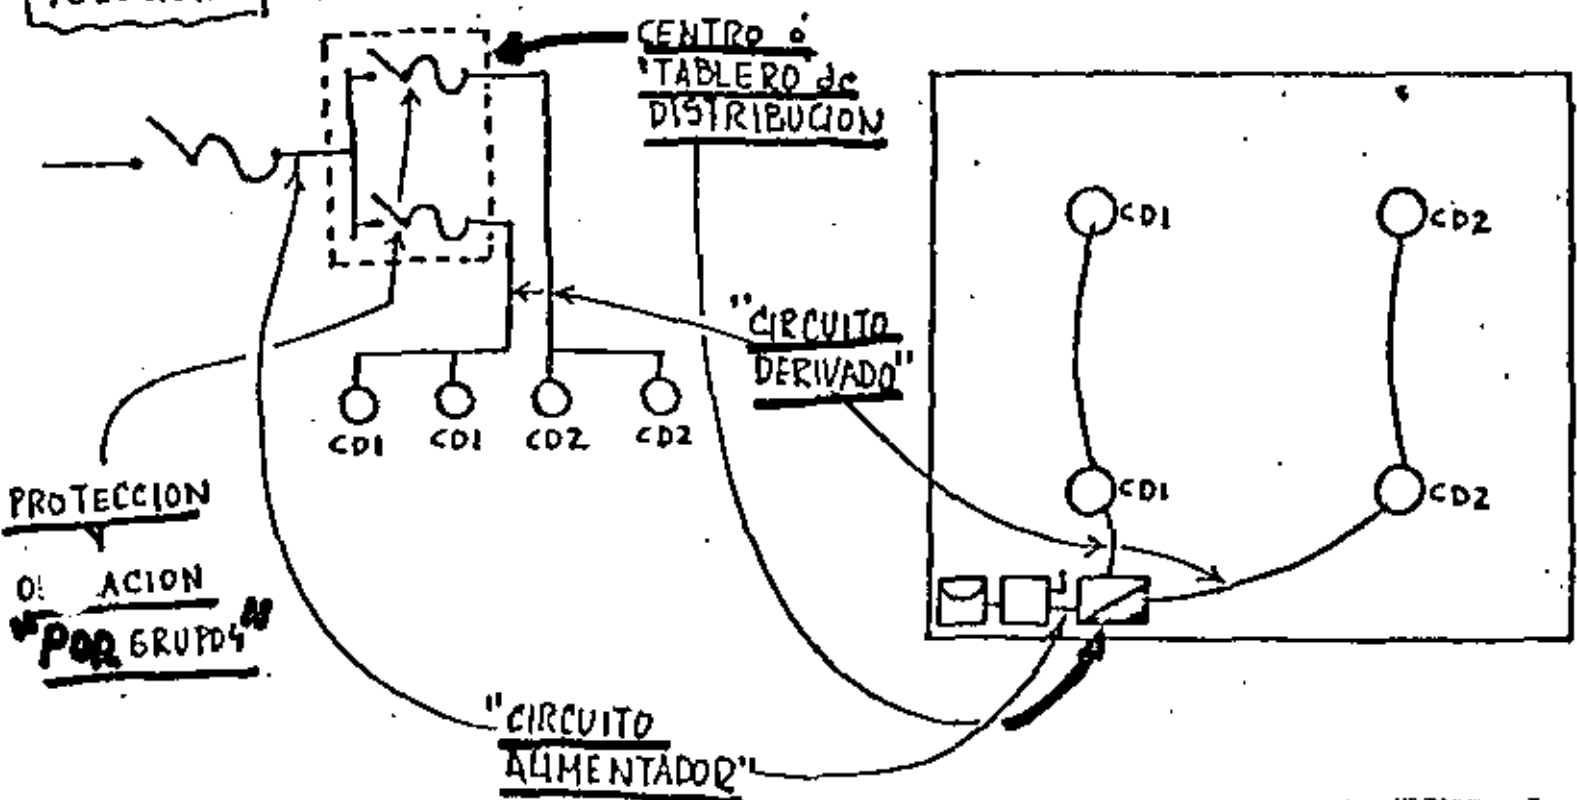 CENTRO ó
"TABLERO de
DISTRIBUCION
CD1
CD2
"CIRCUITO
DERIVADO"
CD1
CD1
CD2
CD2
CD1
CD2
PROTECCION
"POR GRUPOS"
"CIRCUITO
ALIMENTADOR"